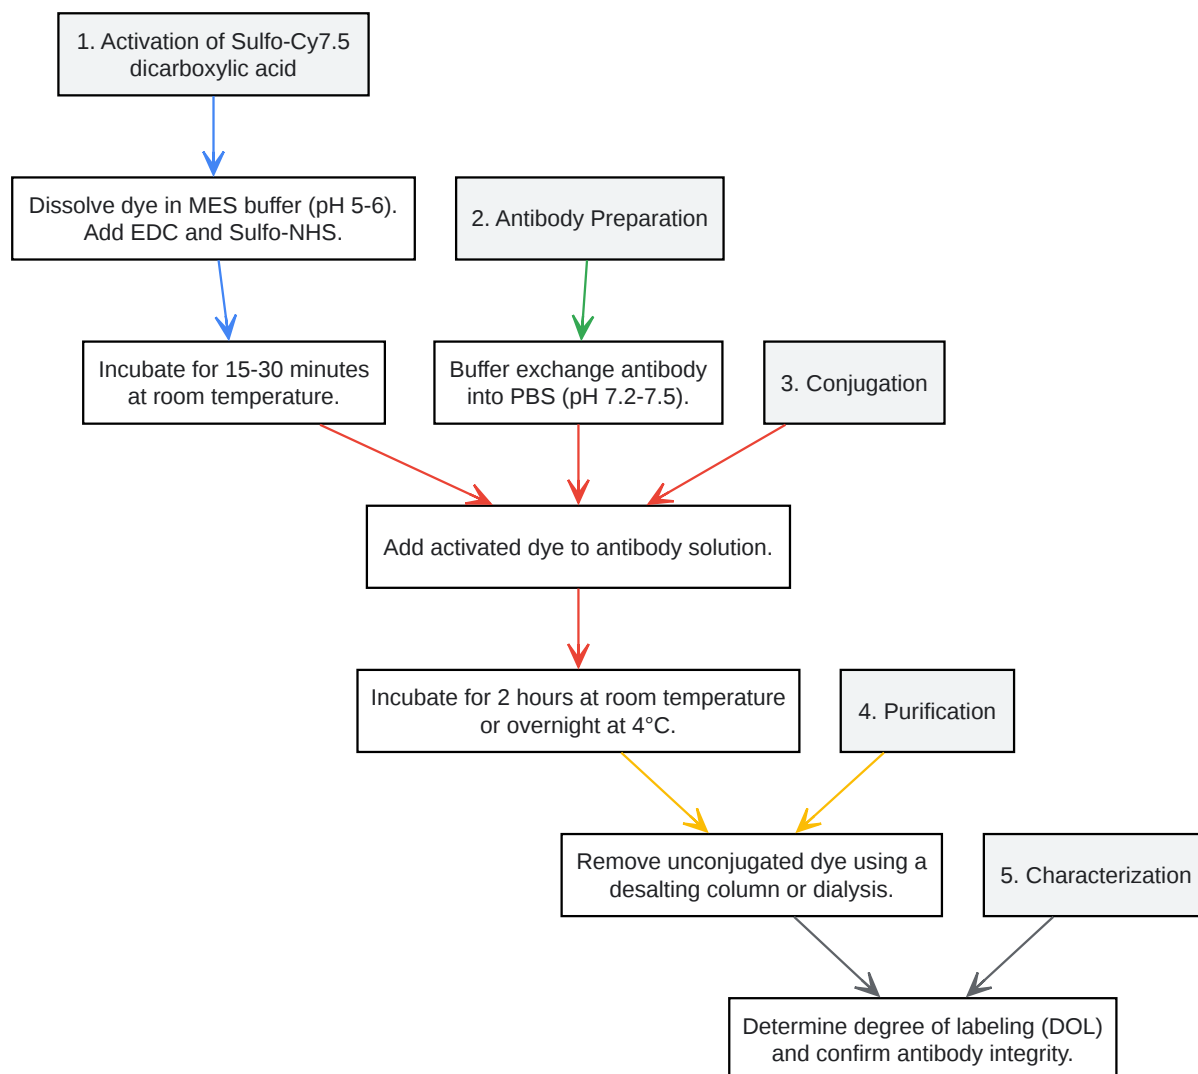 1. Activation of Sulfo-Cy7.5
dicarboxylic acid
Dissolve dye in MES buffer (pH 5-6).
Add EDC and Sulfo-NHS.
2. Antibody Preparation
Incubate for 15-30 minutes
at room temperature.
Buffer exchange antibody
into PBS (pH 7.2-7.5).
3. Conjugation
Add activated dye to antibody solution.
Incubate for 2 hours at room temperature
or overnight at 4°C.
4. Purification
Remove unconjugated dye using a
desalting column or dialysis.
5. Characterization
Determine degree of labeling (DOL)
and confirm antibody integrity.